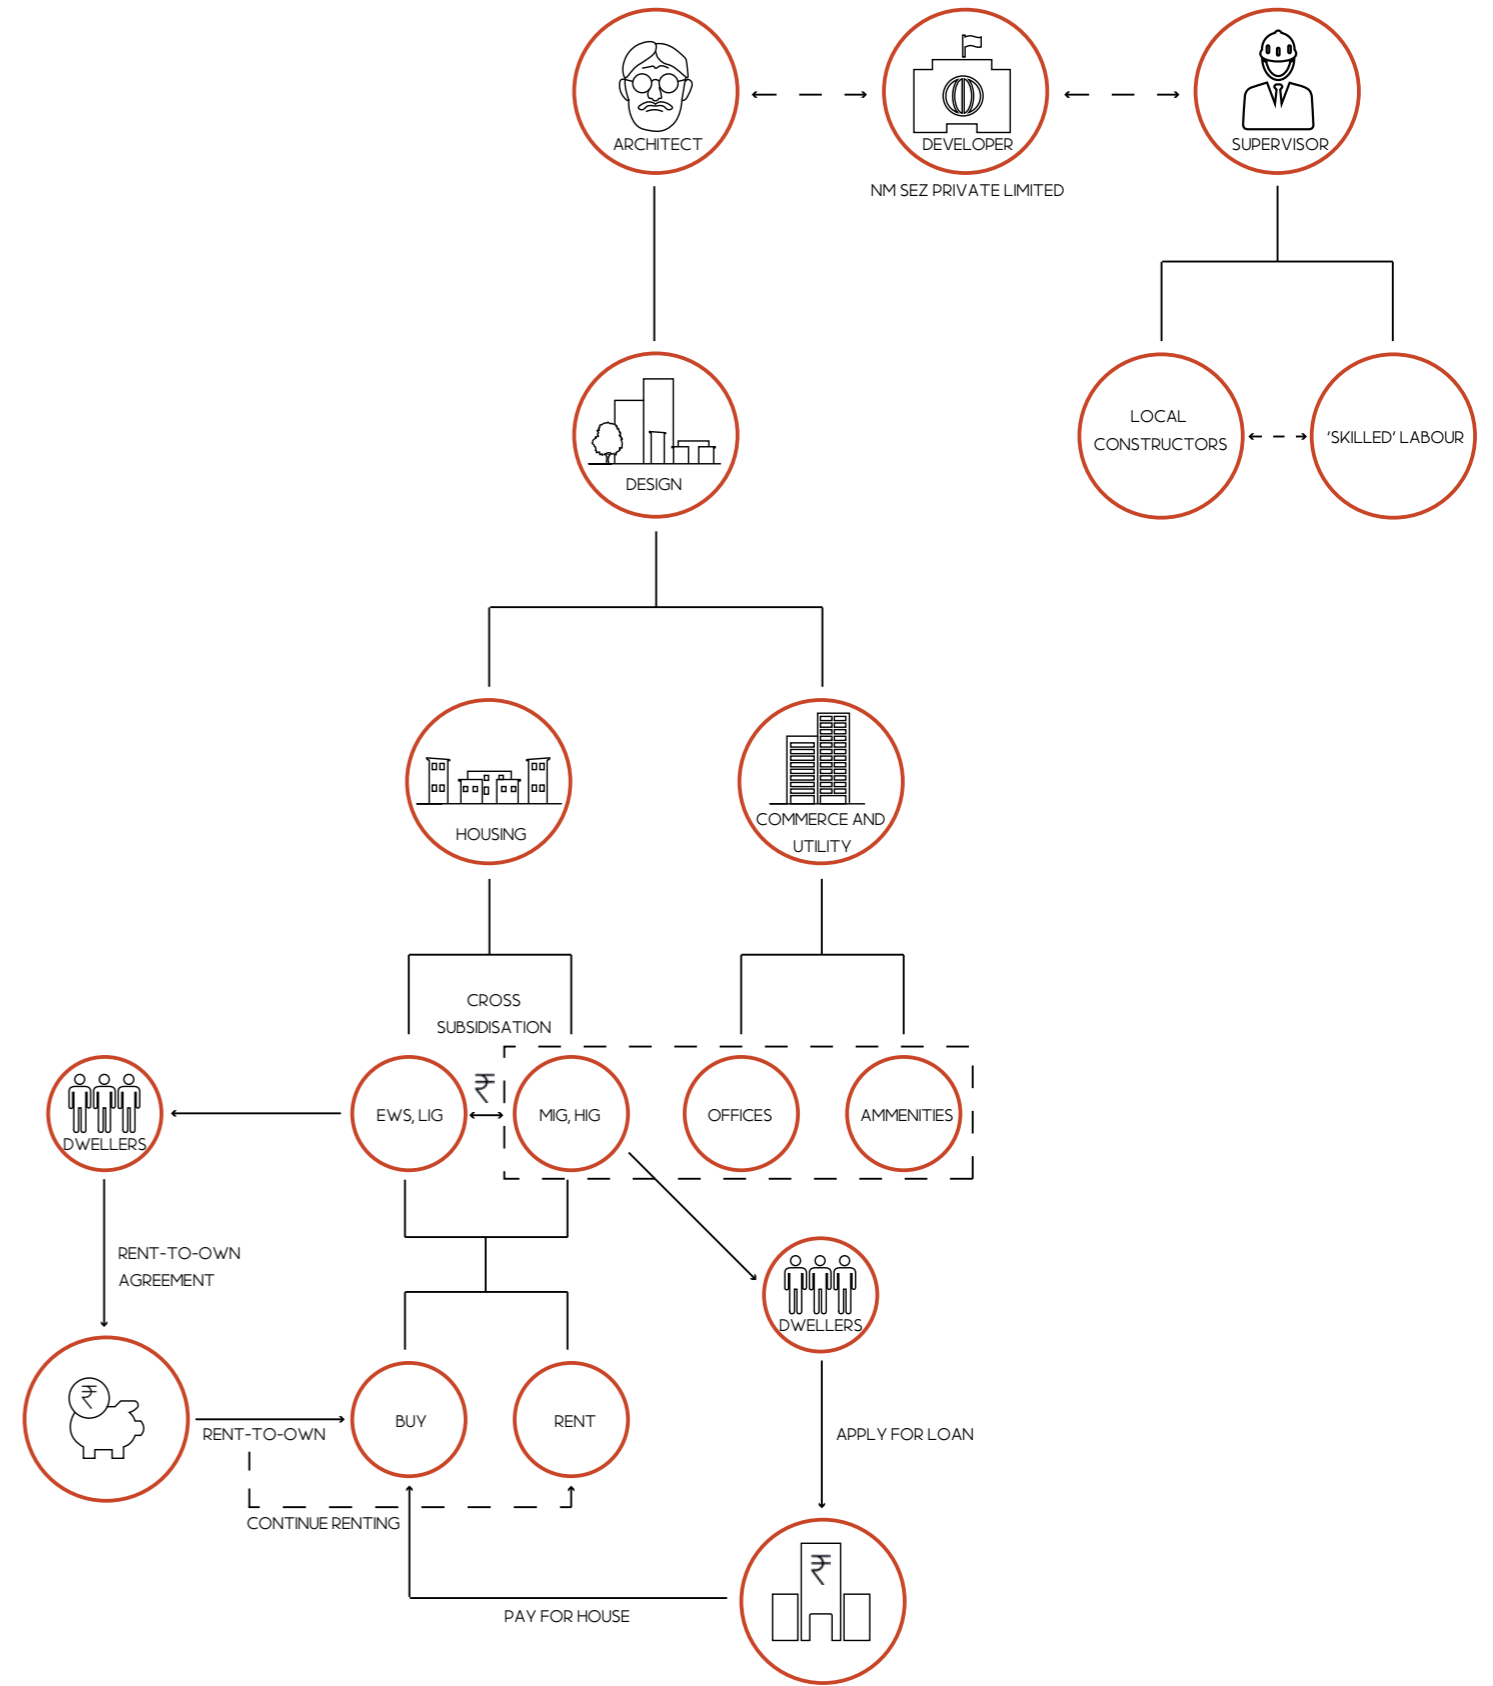 ARCHITECT
DEVELOPER
SUPERVISOR
NM SEZ PRIVATE LIMITED
LOCAL
CONSTRUCTORS
'SKILLED' LABOUR
DESIGN
HOUSING
COMMERCE AND
UTILITY
CROSS
SUBSIDISATION
₹
DWELLERS
EWS, LIG
MIG, HIG
OFFICES
AMMENITIES
RENT-TO-OWN
AGREEMENT
DWELLERS
₹
RENT-TO-OWN
BUY
RENT
APPLY FOR LOAN
CONTINUE RENTING
₹
PAY FOR HOUSE